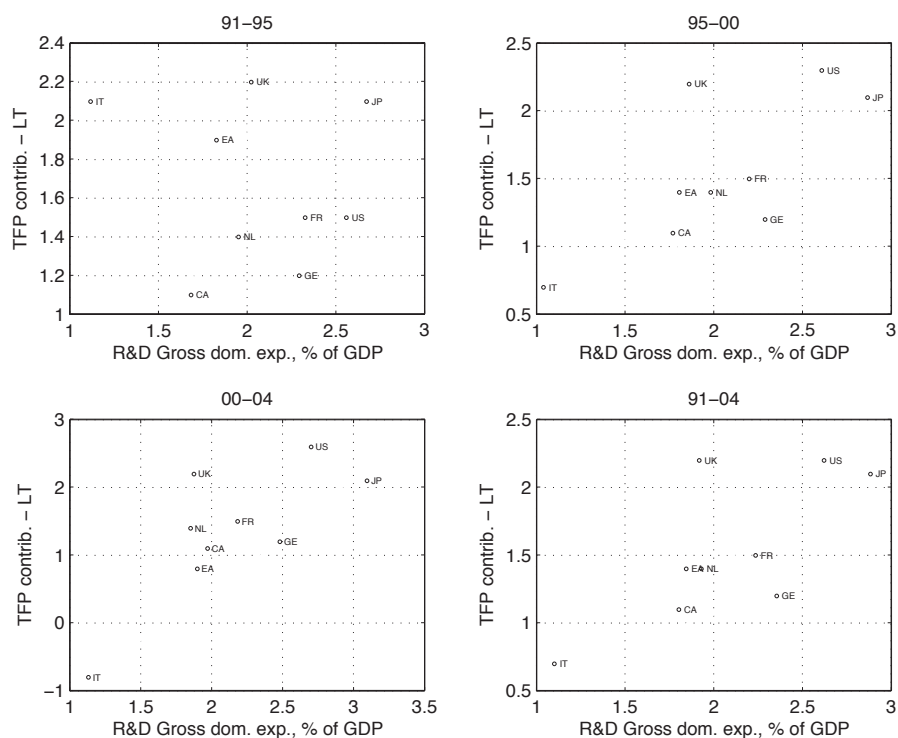 91–95
2.4
2.2
2
1.8
1.6
1.4
1.2
1
TFP contrib. – LT
UK
IT
JP
EA
FR
US
NL
GE
CA
1 1.5 2 2.5 3
R&D Gross dom. exp., % of GDP
95–00
2.5
2
1.5
1
0.5
TFP contrib. – LT
US
UK
JP
FR
EA
NL
GE
CA
IT
1 1.5 2 2.5 3
R&D Gross dom. exp., % of GDP
00–04
3
2
1
0
−1
TFP contrib. – LT
US
UK
JP
FR
NL
GE
CA
EA
IT
1 1.5 2 2.5 3 3.5
R&D Gross dom. exp., % of GDP
91–04
2.5
2
1.5
1
0.5
TFP contrib. – LT
UK
US
JP
FR
EA
NL
GE
CA
IT
1 1.5 2 2.5 3
R&D Gross dom. exp., % of GDP